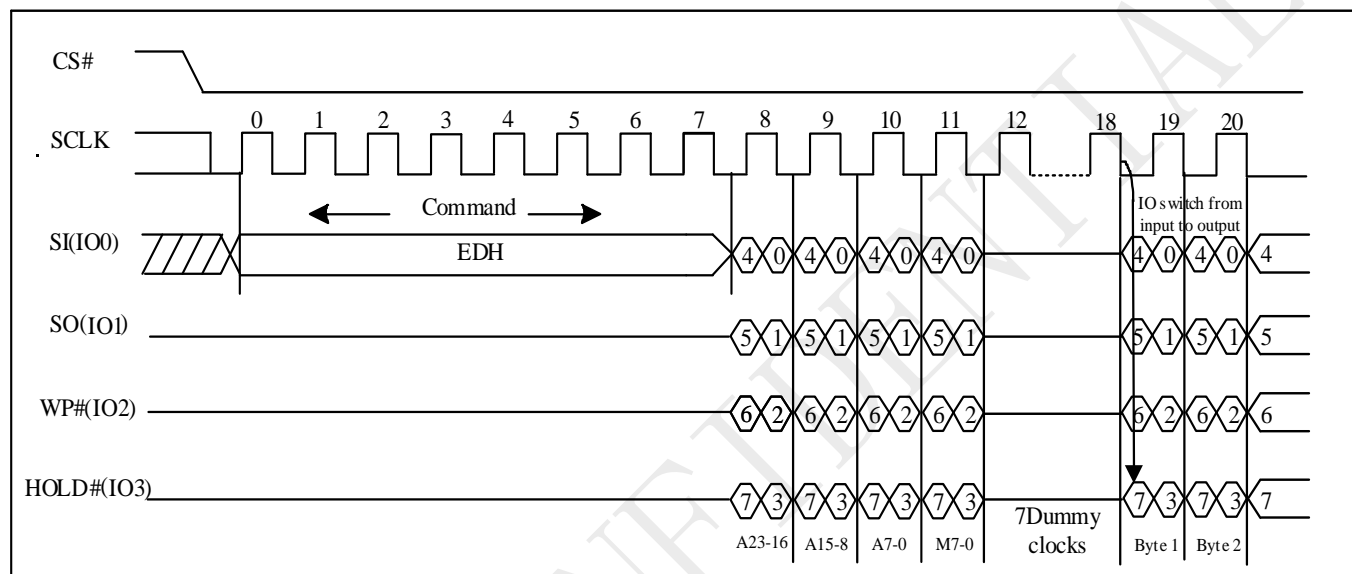 CS#
SCLK
0 1 2 3 4 5 6 7 8 9 10 11 12 18 19 20
Command
IO switch from
input to output
SI(IO0)
EDH
4 0 4 0 4 0 4 0 4 0 4 0 4
SO(IO1)
5 1 5 1 5 1 5 1 5 1 5 1 5
WP#(IO2)
6 2 6 2 6 2 6 2 6 2 6 2 6
HOLD#(IO3)
7 3 7 3 7 3 7 3 7 3 7 3 7
A23-16 A15-8 A7-0 M7-0 7Dummy Byte 1 Byte 2
clocks
NFIDENTIAL